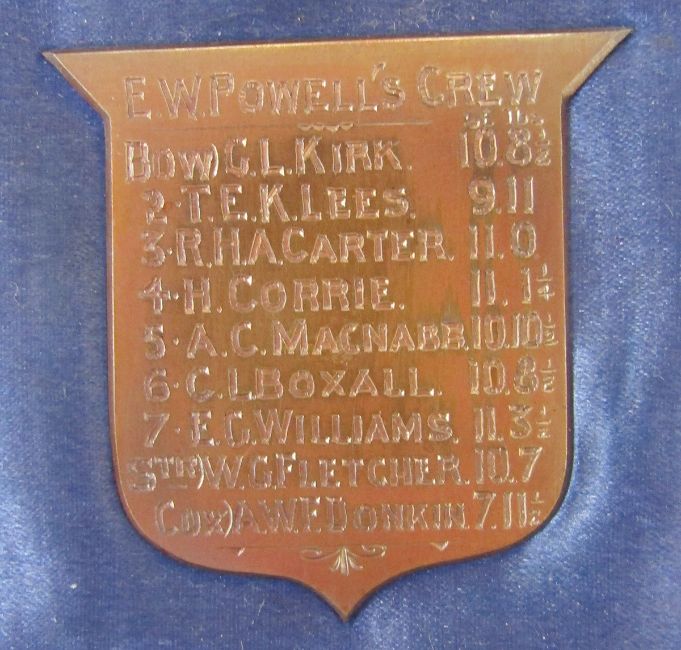 E.W. POWELL'S CREW
ST. LBS.
BOW) G.L. KIRK. 10.8½
2. T.E.K. LEES. 9.11
3. R.H.A. CARTER. 11.0
4. H. CORRIE. 11.1¼
5. A.C. MACNABB. 10.10½
6. C.L. BOXALL. 10.8½
7. E.G. WILLIAMS. 11.3½
STR) W.G. FLETCHER. 10.7
COX) A.W.F. DONKIN. 7.11½